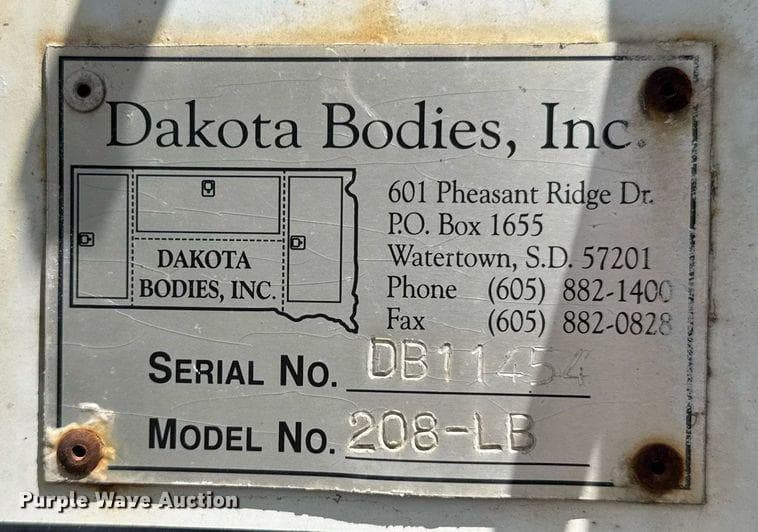 Dakota Bodies, Inc.
601 Pheasant Ridge Dr.
P.O. Box 1655
Watertown, S.D. 57201
Phone (605) 882-1400
Fax (605) 882-0828
DAKOTA
BODIES, INC.
SERIAL NO. DB11454
MODEL NO. 208-LB
Purple Wave Auction